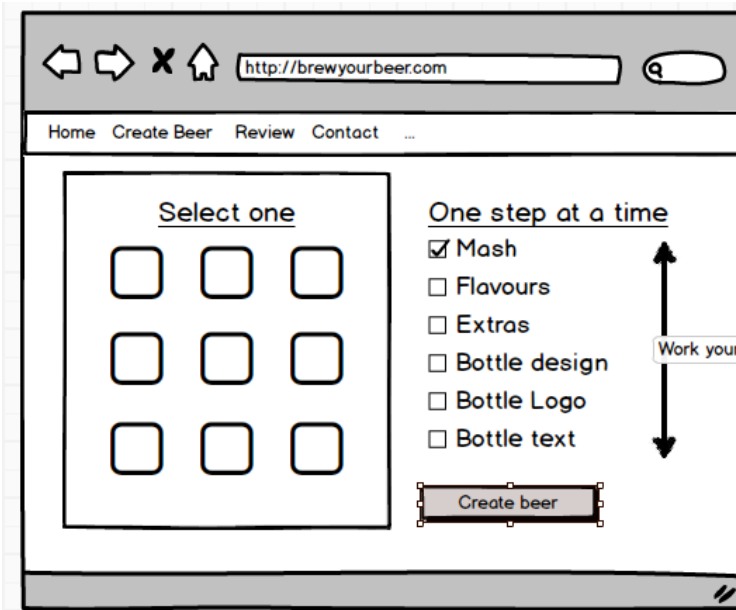 http://brewyourbeer.com
Home Create Beer Review Contact ...
Select one
One step at a time
Mash
Flavours
Extras
Bottle design
Bottle Logo
Bottle text
Work your
Create beer